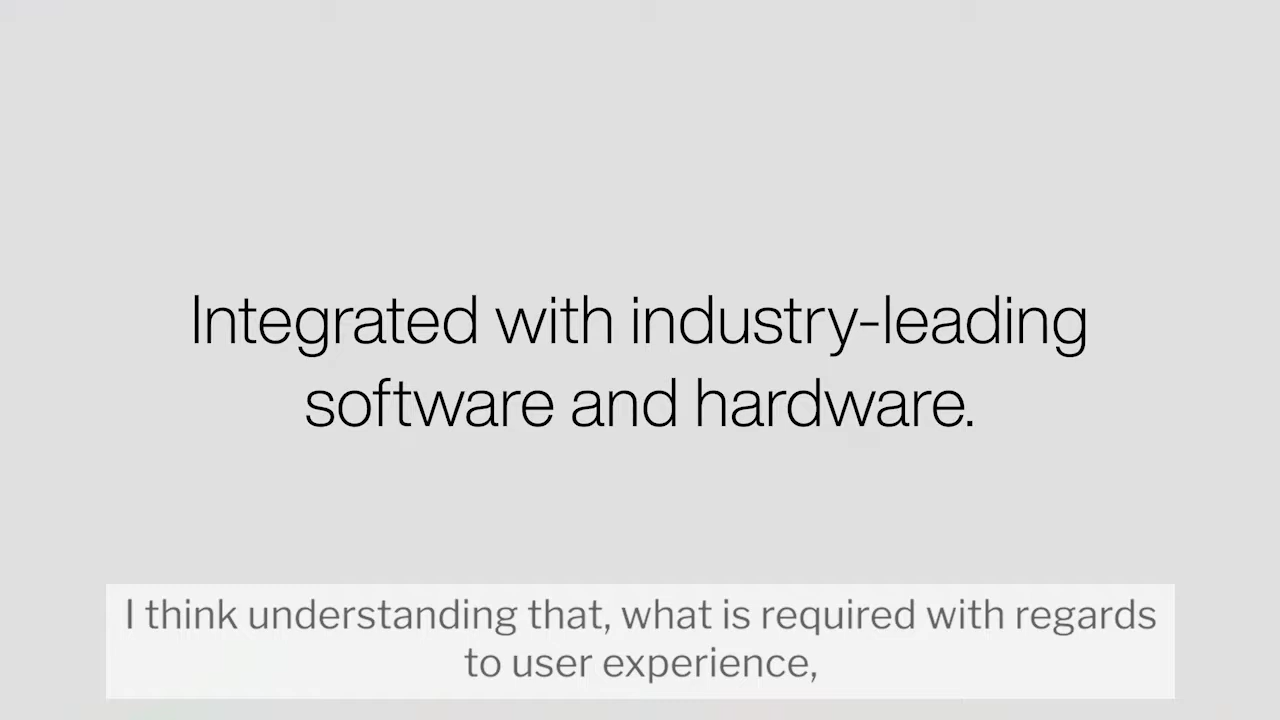 Integrated with industry-leading
software and hardware.
I think understanding that, what is required with regards
to user experience,